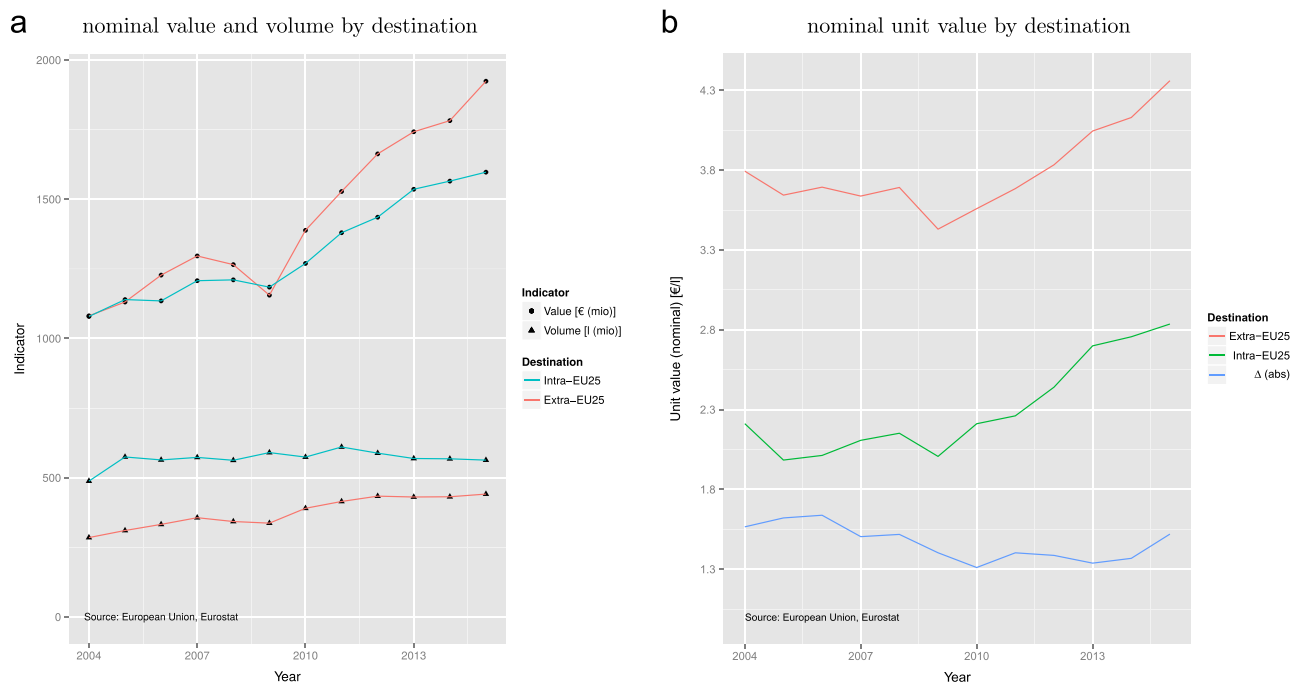 a
nominal value and volume by destination
2000
1500
1000
500
0
Indicator
Source: European Union, Eurostat
2004
2007
2010
2013
Year
Indicator
Value [€ (mio)]
Volume [l (mio)]
Destination
Intra−EU25
Extra−EU25
b
nominal unit value by destination
4.3
3.8
3.3
2.8
2.3
1.8
1.3
Unit value (nominal) [€/l]
Source: European Union, Eurostat
2004
2007
2010
2013
Year
Destination
Extra−EU25
Intra−EU25
Δ (abs)